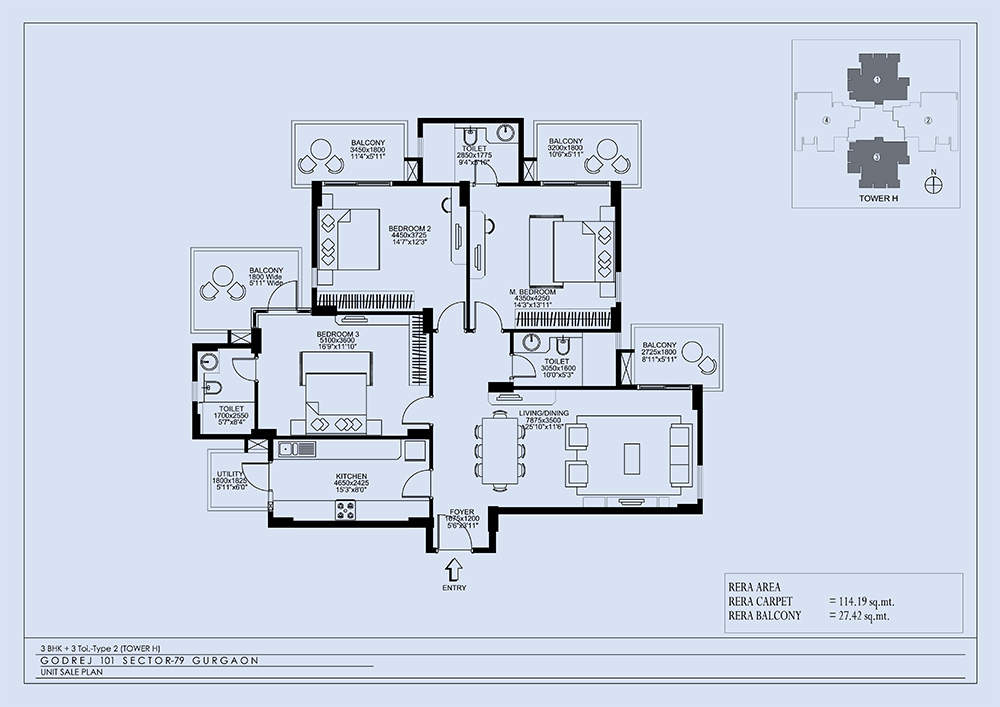 1
4
2
3
N
TOWER H
BALCONY
3450x1800
11'4"x5'11"
TOILET
2850x1775
9'4"x5'10"
BALCONY
3200x1800
10'6"x5'11"
BEDROOM 2
4450x3725
14'7"x12'3"
BALCONY
1800 Wide
5'11" Wide
M. BEDROOM
4350x4250
14'3"x13'11"
BEDROOM 3
5100x3600
16'9"x11'10"
BALCONY
2725x1800
8'11"x5'11"
TOILET
3050x1600
10'0"x5'3"
TOILET
1700x2550
5'7"x8'4"
LIVING/DINING
7875x3500
25'10"x11'6"
UTILITY
1800x1825
5'11"x6'0"
KITCHEN
4650x2425
15'3"x8'0"
FOYER
1675x1200
5'6"x3'11"
ENTRY
RERA AREA
RERA CARPET = 114.19 sq.mt.
RERA BALCONY = 27.42 sq.mt.
3 BHK + 3 Toi.-Type 2 (TOWER H)
GODREJ 101 SECTOR-79 GURGAON
UNIT SALE PLAN